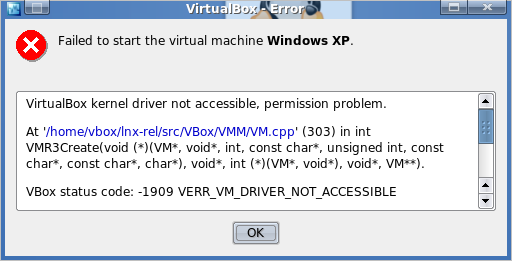 VirtualBox - Error
Failed to start the virtual machine Windows XP.
VirtualBox kernel driver not accessible, permission problem.
At '/home/vbox/lnx-rel/src/VBox/VMM/VM.cpp' (303) in int
VMR3Create(void (*)(VM*, void*, int, const char*, unsigned int, const
char*, const char*, char*), void*, int (*)(VM*, void*), void*, VM**).
VBox status code: -1909 VERR_VM_DRIVER_NOT_ACCESSIBLE
OK